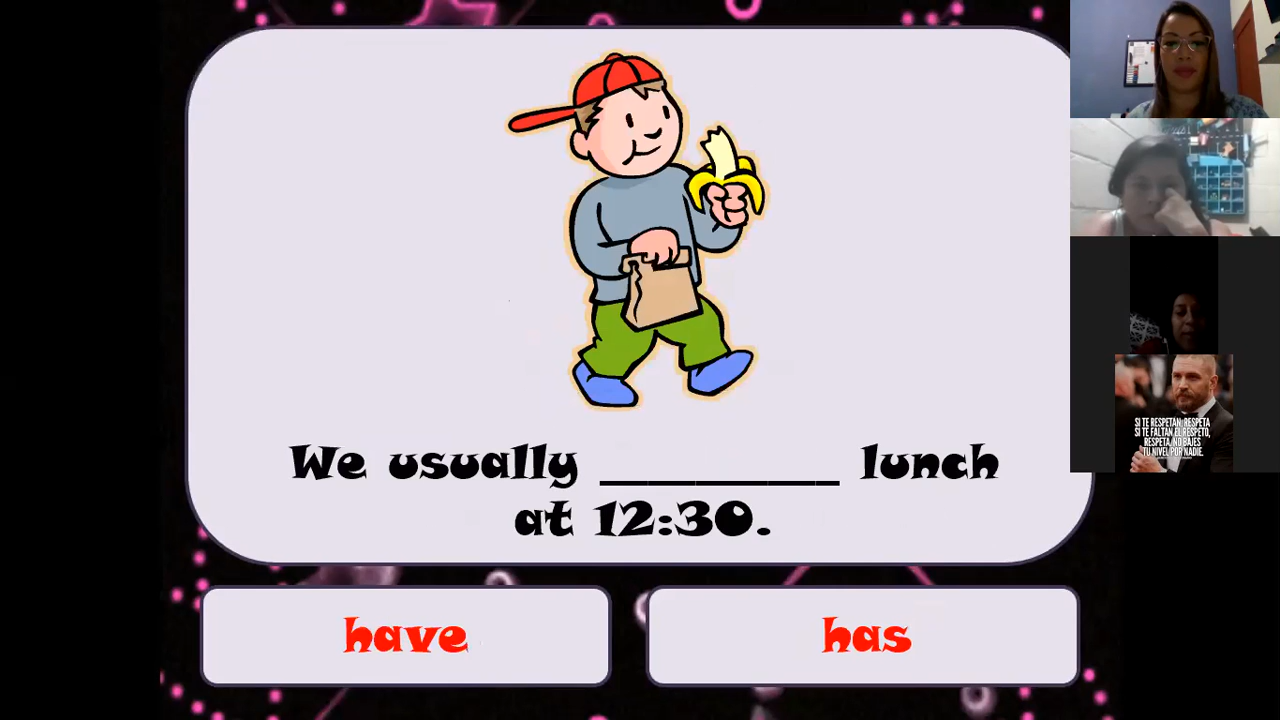 We usually __________ lunch
at 12:30.
have
has
SI TE RESPETAN, RESPETA
SI TE FALTAN EL RESPETO,
RESPETA, NO BAJES
TU NIVEL POR NADIE.